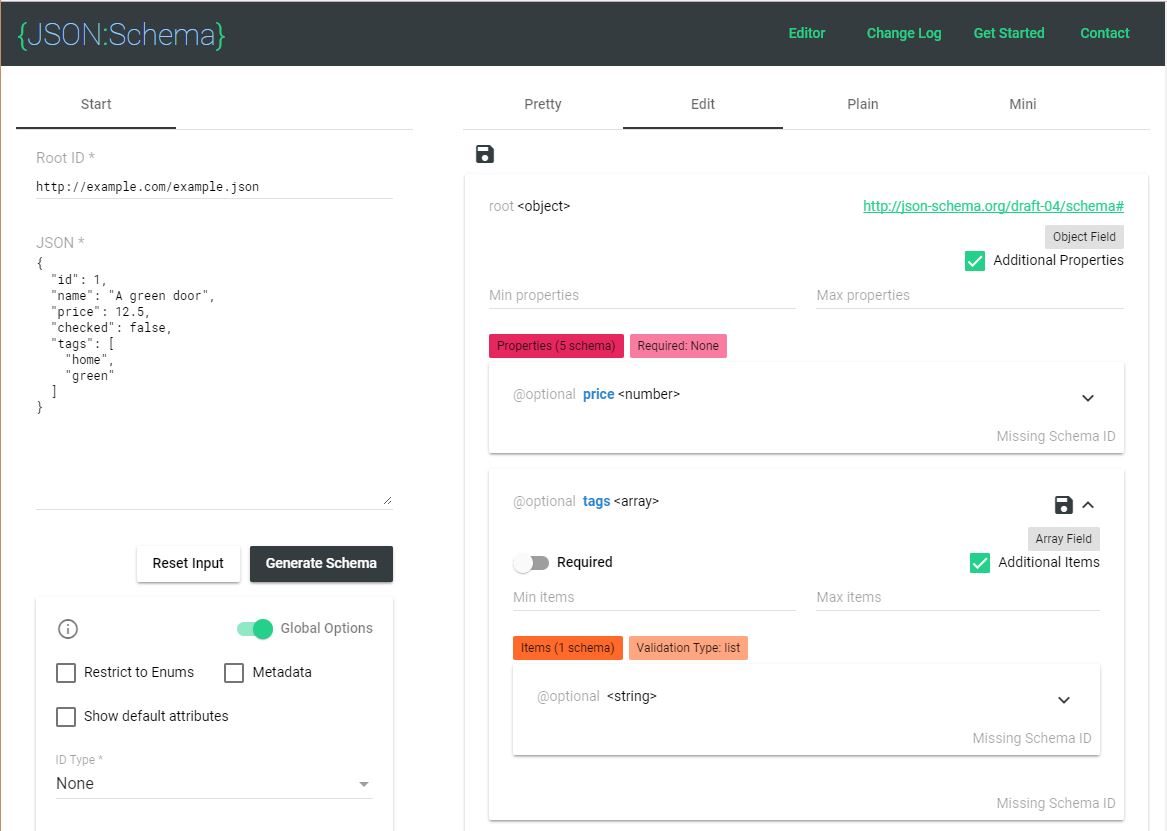 {JSON:Schema}
Editor Change Log Get Started Contact
Start
Root ID *
http://example.com/example.json
JSON *
{
  "id": 1,
  "name": "A green door",
  "price": 12.5,
  "checked": false,
  "tags": [
    "home",
    "green"
  ]
}
Reset Input Generate Schema
Global Options
Restrict to Enums Metadata
Show default attributes
ID Type *
None
Pretty Edit Plain Mini
root <object> http://json-schema.org/draft-04/schema#
Object Field
Additional Properties
Min properties Max properties
Properties (5 schema) Required: None
@optional price <number>
Missing Schema ID
@optional tags <array>
Array Field
Required Additional Items
Min items Max items
Items (1 schema) Validation Type: list
@optional <string>
Missing Schema ID
Missing Schema ID